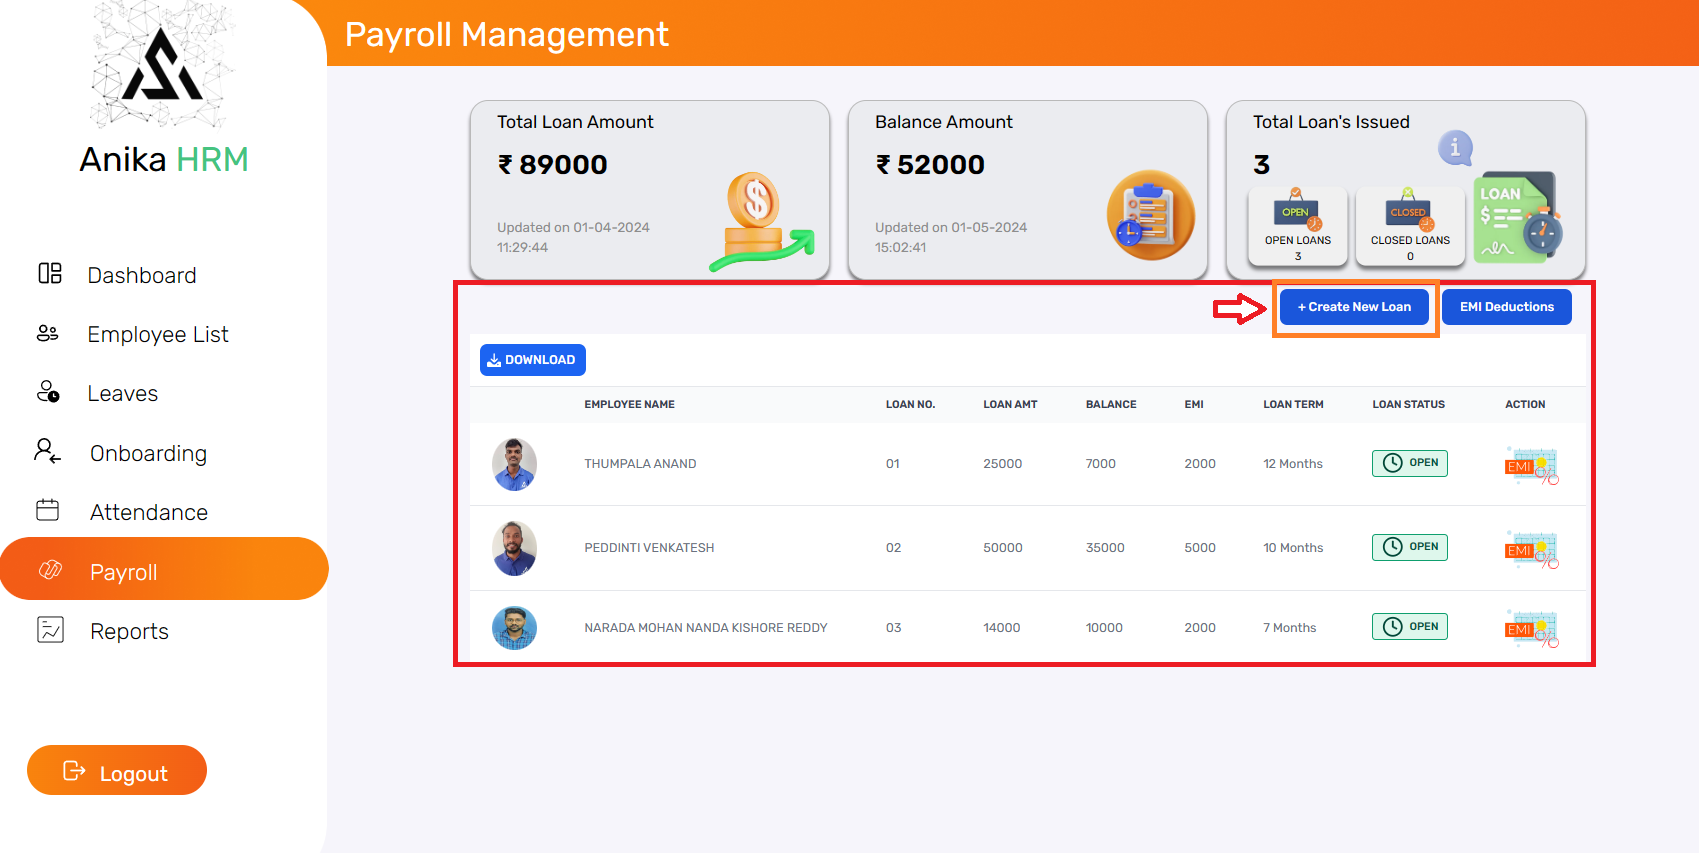 Payroll Management
Anika HRM
Dashboard
Employee List
Leaves
Onboarding
Attendance
Payroll
Reports
Logout
Total Loan Amount
₹ 89000
Updated on 01-04-2024
11:29:44
Balance Amount
₹ 52000
Updated on 01-05-2024
15:02:41
Total Loan's Issued
3
OPEN
OPEN LOANS
3
CLOSED
CLOSED LOANS
0
LOAN
+ Create New Loan
EMI Deductions
DOWNLOAD
EMPLOYEE NAME LOAN NO. LOAN AMT BALANCE EMI LOAN TERM LOAN STATUS ACTION
THUMPALA ANAND 01 25000 7000 2000 12 Months OPEN EMI
PEDDINTI VENKATESH 02 50000 35000 5000 10 Months OPEN EMI
NARADA MOHAN NANDA KISHORE REDDY 03 14000 10000 2000 7 Months OPEN EMI